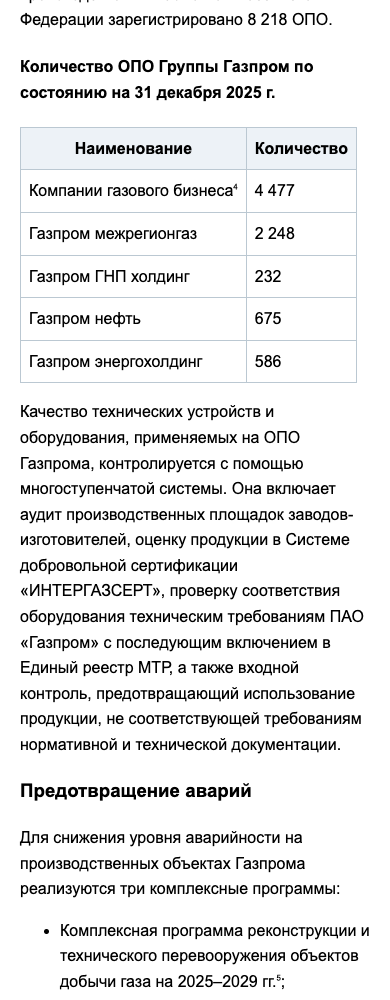 Федерации зарегистрировано 8 218 ОПО.
Количество ОПО Группы Газпром по
состоянию на 31 декабря 2025 г.
Наименование Количество
Компании газового бизнеса⁴ 4 477
Газпром межрегионгаз 2 248
Газпром ГНП холдинг 232
Газпром нефть 675
Газпром энергохолдинг 586
Качество технических устройств и
оборудования, применяемых на ОПО
Газпрома, контролируется с помощью
многоступенчатой системы. Она включает
аудит производственных площадок заводов-
изготовителей, оценку продукции в Системе
добровольной сертификации
«ИНТЕРГАЗСЕРТ», проверку соответствия
оборудования техническим требованиям ПАО
«Газпром» с последующим включением в
Единый реестр МТР, а также входной
контроль, предотвращающий использование
продукции, не соответствующей требованиям
нормативной и технической документации.
Предотвращение аварий
Для снижения уровня аварийности на
производственных объектах Газпрома
реализуются три комплексные программы:
• Комплексная программа реконструкции и
технического перевооружения объектов
добычи газа на 2025–2029 гг.⁵;